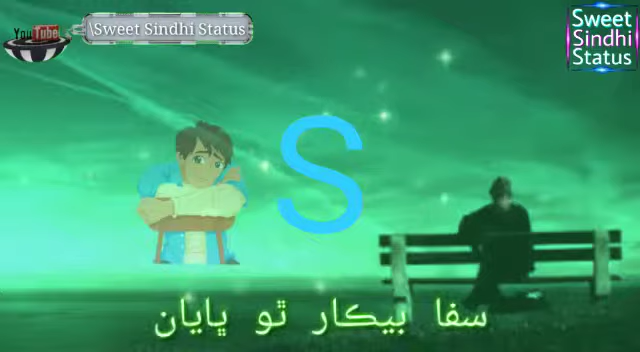 YouTube
\Sweet Sindhi Status
Sweet
Sindhi
Status
S
سفا بيڪار ٿو ڀايان